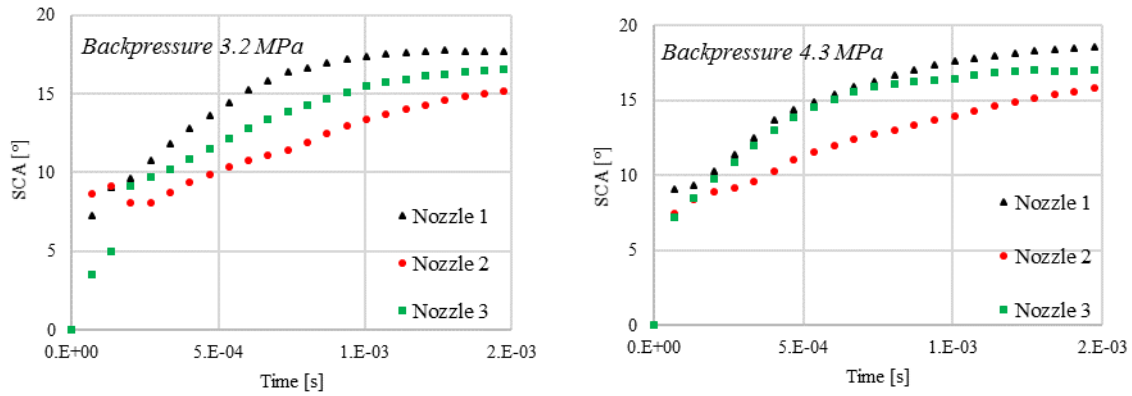 20
15
10
5
0
SCA [°]
Backpressure 3.2 MPa
Nozzle 1
Nozzle 2
Nozzle 3
0.E+00
5.E-04
1.E-03
2.E-03
Time [s]
20
15
10
5
0
SCA [°]
Backpressure 4.3 MPa
Nozzle 1
Nozzle 2
Nozzle 3
0.E+00
5.E-04
1.E-03
2.E-03
Time [s]